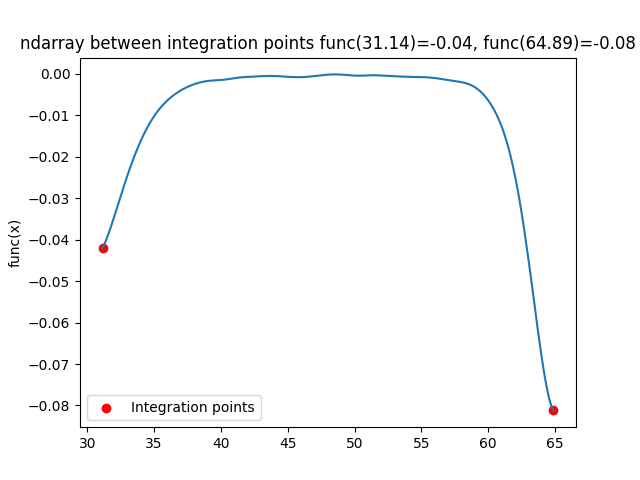 ndarray between integration points func(31.14)=-0.04, func(64.89)=-0.08
0.00
−0.01
−0.02
−0.03
−0.04
−0.05
−0.06
−0.07
−0.08
func(x)
Integration points
30 35 40 45 50 55 60 65